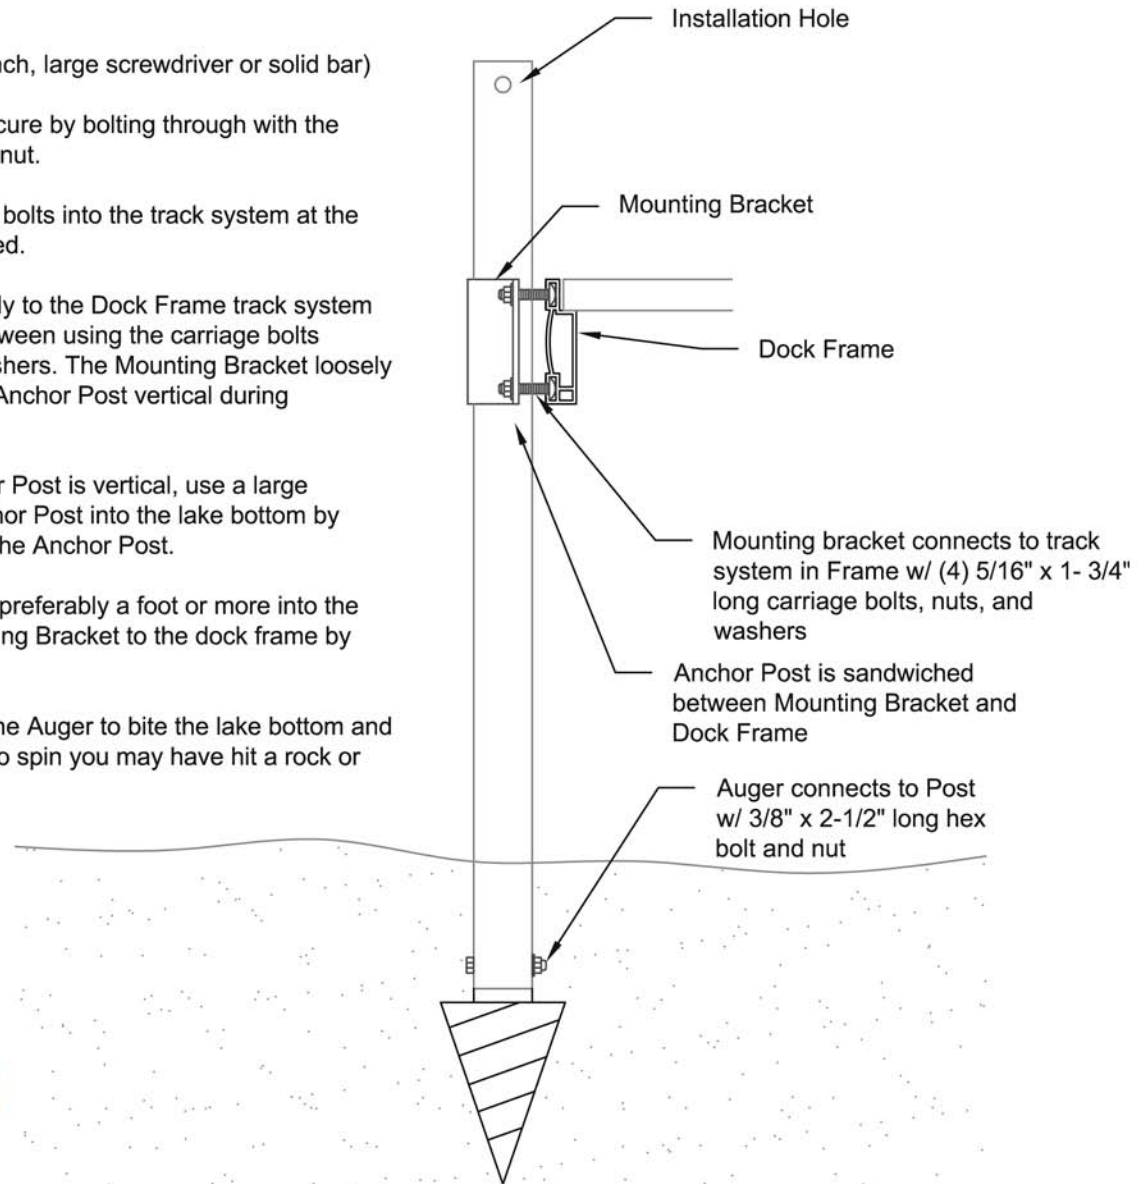 nch, large screwdriver or solid bar)
cure by bolting through with the
nut.
bolts into the track system at the
ed.
ly to the Dock Frame track system
ween using the carriage bolts
shers. The Mounting Bracket loosely
Anchor Post vertical during
r Post is vertical, use a large
hor Post into the lake bottom by
the Anchor Post.
preferably a foot or more into the
ng Bracket to the dock frame by
he Auger to bite the lake bottom and
o spin you may have hit a rock or
Installation Hole
Mounting Bracket
Dock Frame
Mounting bracket connects to track
system in Frame w/ (4) 5/16" x 1- 3/4"
long carriage bolts, nuts, and
washers
Anchor Post is sandwiched
between Mounting Bracket and
Dock Frame
Auger connects to Post
w/ 3/8" x 2-1/2" long hex
bolt and nut